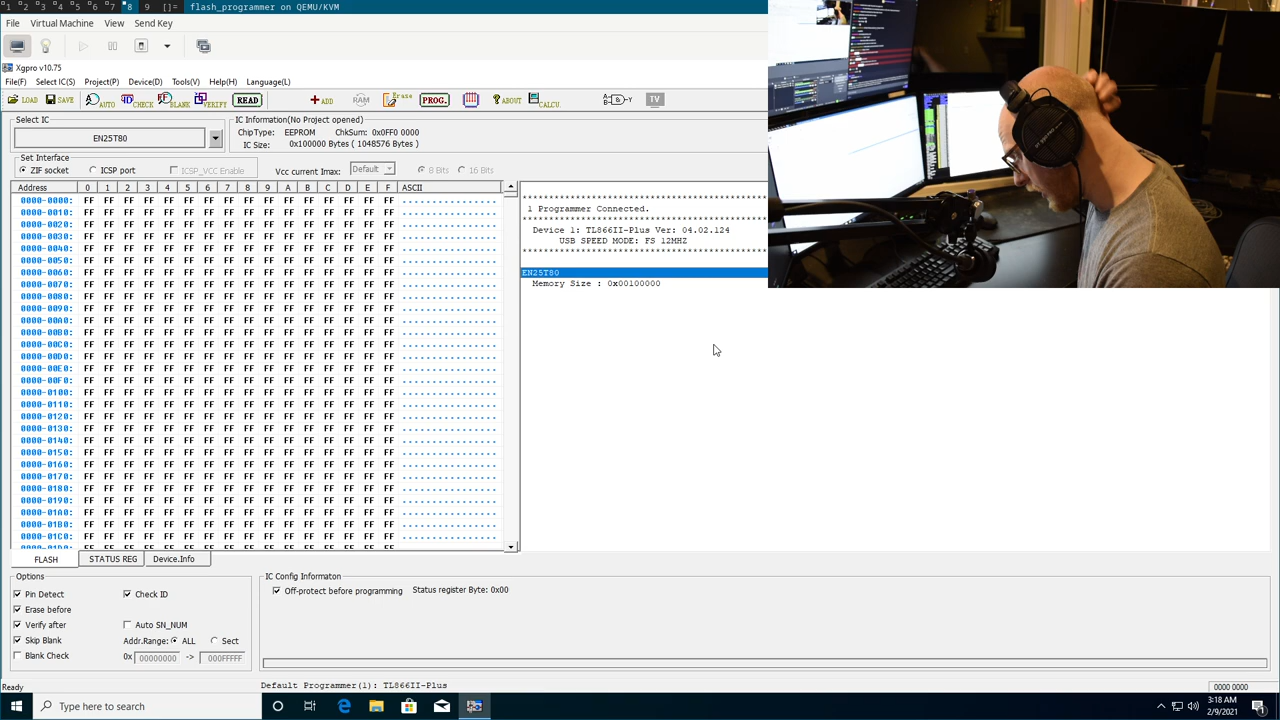 1 2 3 4 5 6 7 8 9 []= flash_programmer on QEMU/KVM
File Virtual Machine View Send Key
Xgpro v10.75
File(F) Select IC(S) Project(P) Device Tools(V) Help(H) Language(L)
LOAD SAVE AUTO CHECK BLANK VERIFY READ ADD RAM Erase PROG. ABOUT CALCU. TV
Select IC
EN25T80
IC Information(No Project opened)
ChipType: EEPROM ChkSum: 0x0FF0 0000
IC Size: 0x100000 Bytes ( 1048576 Bytes )
Set Interface
ZIF socket ICSP port ICSP_VCC Enable Vcc current Imax: Default 8 Bits 16 Bits
Address 0 1 2 3 4 5 6 7 8 9 A B C D E F ASCII
0000-0000: FF FF FF FF FF FF FF FF FF FF FF FF FF FF FF FF ................
0000-0010: FF FF FF FF FF FF FF FF FF FF FF FF FF FF FF FF ................
0000-0020: FF FF FF FF FF FF FF FF FF FF FF FF FF FF FF FF ................
0000-0030: FF FF FF FF FF FF FF FF FF FF FF FF FF FF FF FF ................
0000-0040: FF FF FF FF FF FF FF FF FF FF FF FF FF FF FF FF ................
0000-0050: FF FF FF FF FF FF FF FF FF FF FF FF FF FF FF FF ................
0000-0060: FF FF FF FF FF FF FF FF FF FF FF FF FF FF FF FF ................
0000-0070: FF FF FF FF FF FF FF FF FF FF FF FF FF FF FF FF ................
0000-0080: FF FF FF FF FF FF FF FF FF FF FF FF FF FF FF FF ................
0000-0090: FF FF FF FF FF FF FF FF FF FF FF FF FF FF FF FF ................
0000-00A0: FF FF FF FF FF FF FF FF FF FF FF FF FF FF FF FF ................
0000-00B0: FF FF FF FF FF FF FF FF FF FF FF FF FF FF FF FF ................
0000-00C0: FF FF FF FF FF FF FF FF FF FF FF FF FF FF FF FF ................
0000-00D0: FF FF FF FF FF FF FF FF FF FF FF FF FF FF FF FF ................
0000-00E0: FF FF FF FF FF FF FF FF FF FF FF FF FF FF FF FF ................
0000-00F0: FF FF FF FF FF FF FF FF FF FF FF FF FF FF FF FF ................
0000-0100: FF FF FF FF FF FF FF FF FF FF FF FF FF FF FF FF ................
0000-0110: FF FF FF FF FF FF FF FF FF FF FF FF FF FF FF FF ................
0000-0120: FF FF FF FF FF FF FF FF FF FF FF FF FF FF FF FF ................
0000-0130: FF FF FF FF FF FF FF FF FF FF FF FF FF FF FF FF ................
0000-0140: FF FF FF FF FF FF FF FF FF FF FF FF FF FF FF FF ................
0000-0150: FF FF FF FF FF FF FF FF FF FF FF FF FF FF FF FF ................
0000-0160: FF FF FF FF FF FF FF FF FF FF FF FF FF FF FF FF ................
0000-0170: FF FF FF FF FF FF FF FF FF FF FF FF FF FF FF FF ................
0000-0180: FF FF FF FF FF FF FF FF FF FF FF FF FF FF FF FF ................
0000-0190: FF FF FF FF FF FF FF FF FF FF FF FF FF FF FF FF ................
0000-01A0: FF FF FF FF FF FF FF FF FF FF FF FF FF FF FF FF ................
0000-01B0: FF FF FF FF FF FF FF FF FF FF FF FF FF FF FF FF ................
0000-01C0: FF FF FF FF FF FF FF FF FF FF FF FF FF FF FF FF ................
0000-01D0: FF FF FF FF FF FF FF FF FF FF FF FF FF FF FF FF ................
1 Programmer Connected.
Device 1: TL866II-Plus Ver: 04.02.124
USB SPEED MODE: FS 12MHZ
EN25T80
Memory Size : 0x00100000
FLASH STATUS REG Device.Info
Options
Pin Detect Check ID
Erase before
Verify after Auto SN_NUM
Skip Blank Addr.Range: ALL Sect
Blank Check 0x 00000000 -> 000FFFFF
IC Config Informaton
Off-protect before programming Status register Byte: 0x00
Ready Default Programmer(1): TL866II-Plus 0000 0000
Type here to search
3:18 AM
2/9/2021
1